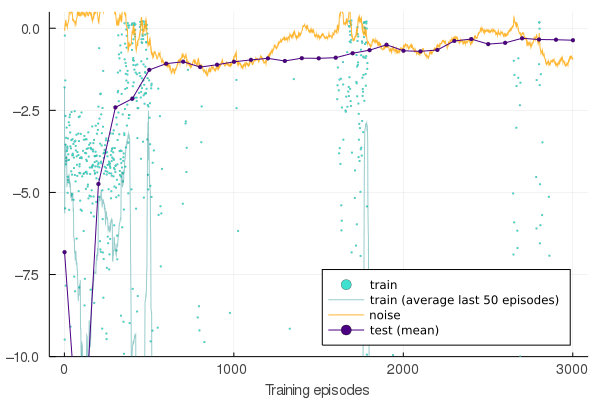 0.0
−2.5
−5.0
−7.5
−10.0
train
train (average last 50 episodes)
noise
test (mean)
0 1000 2000 3000
Training episodes